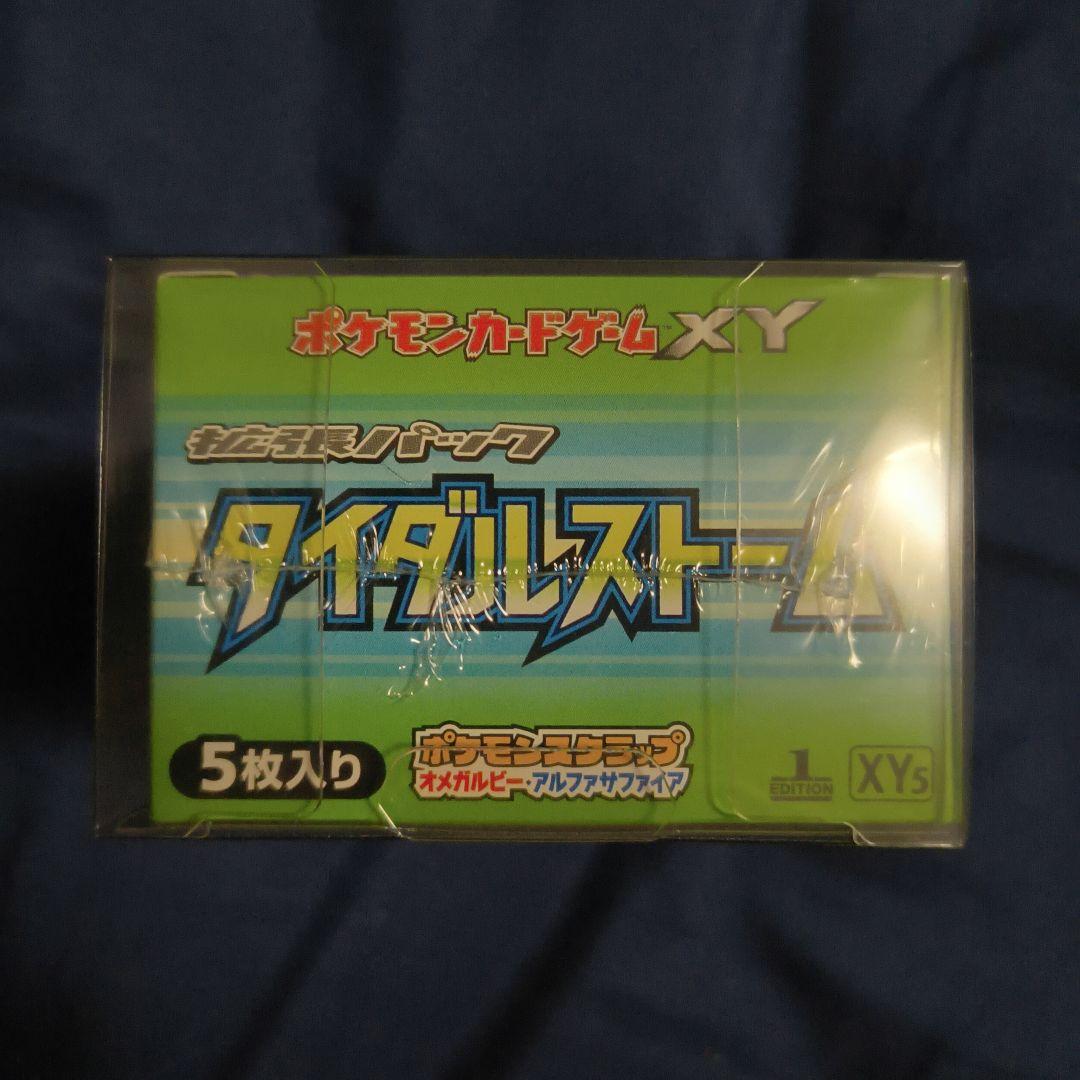 ポケモンカードゲーム™XY
拡張パック
タイダルストーム
5枚入り
ポケモンスクラップ
オメガルビー・アルファサファイア
1
EDITION
XY5